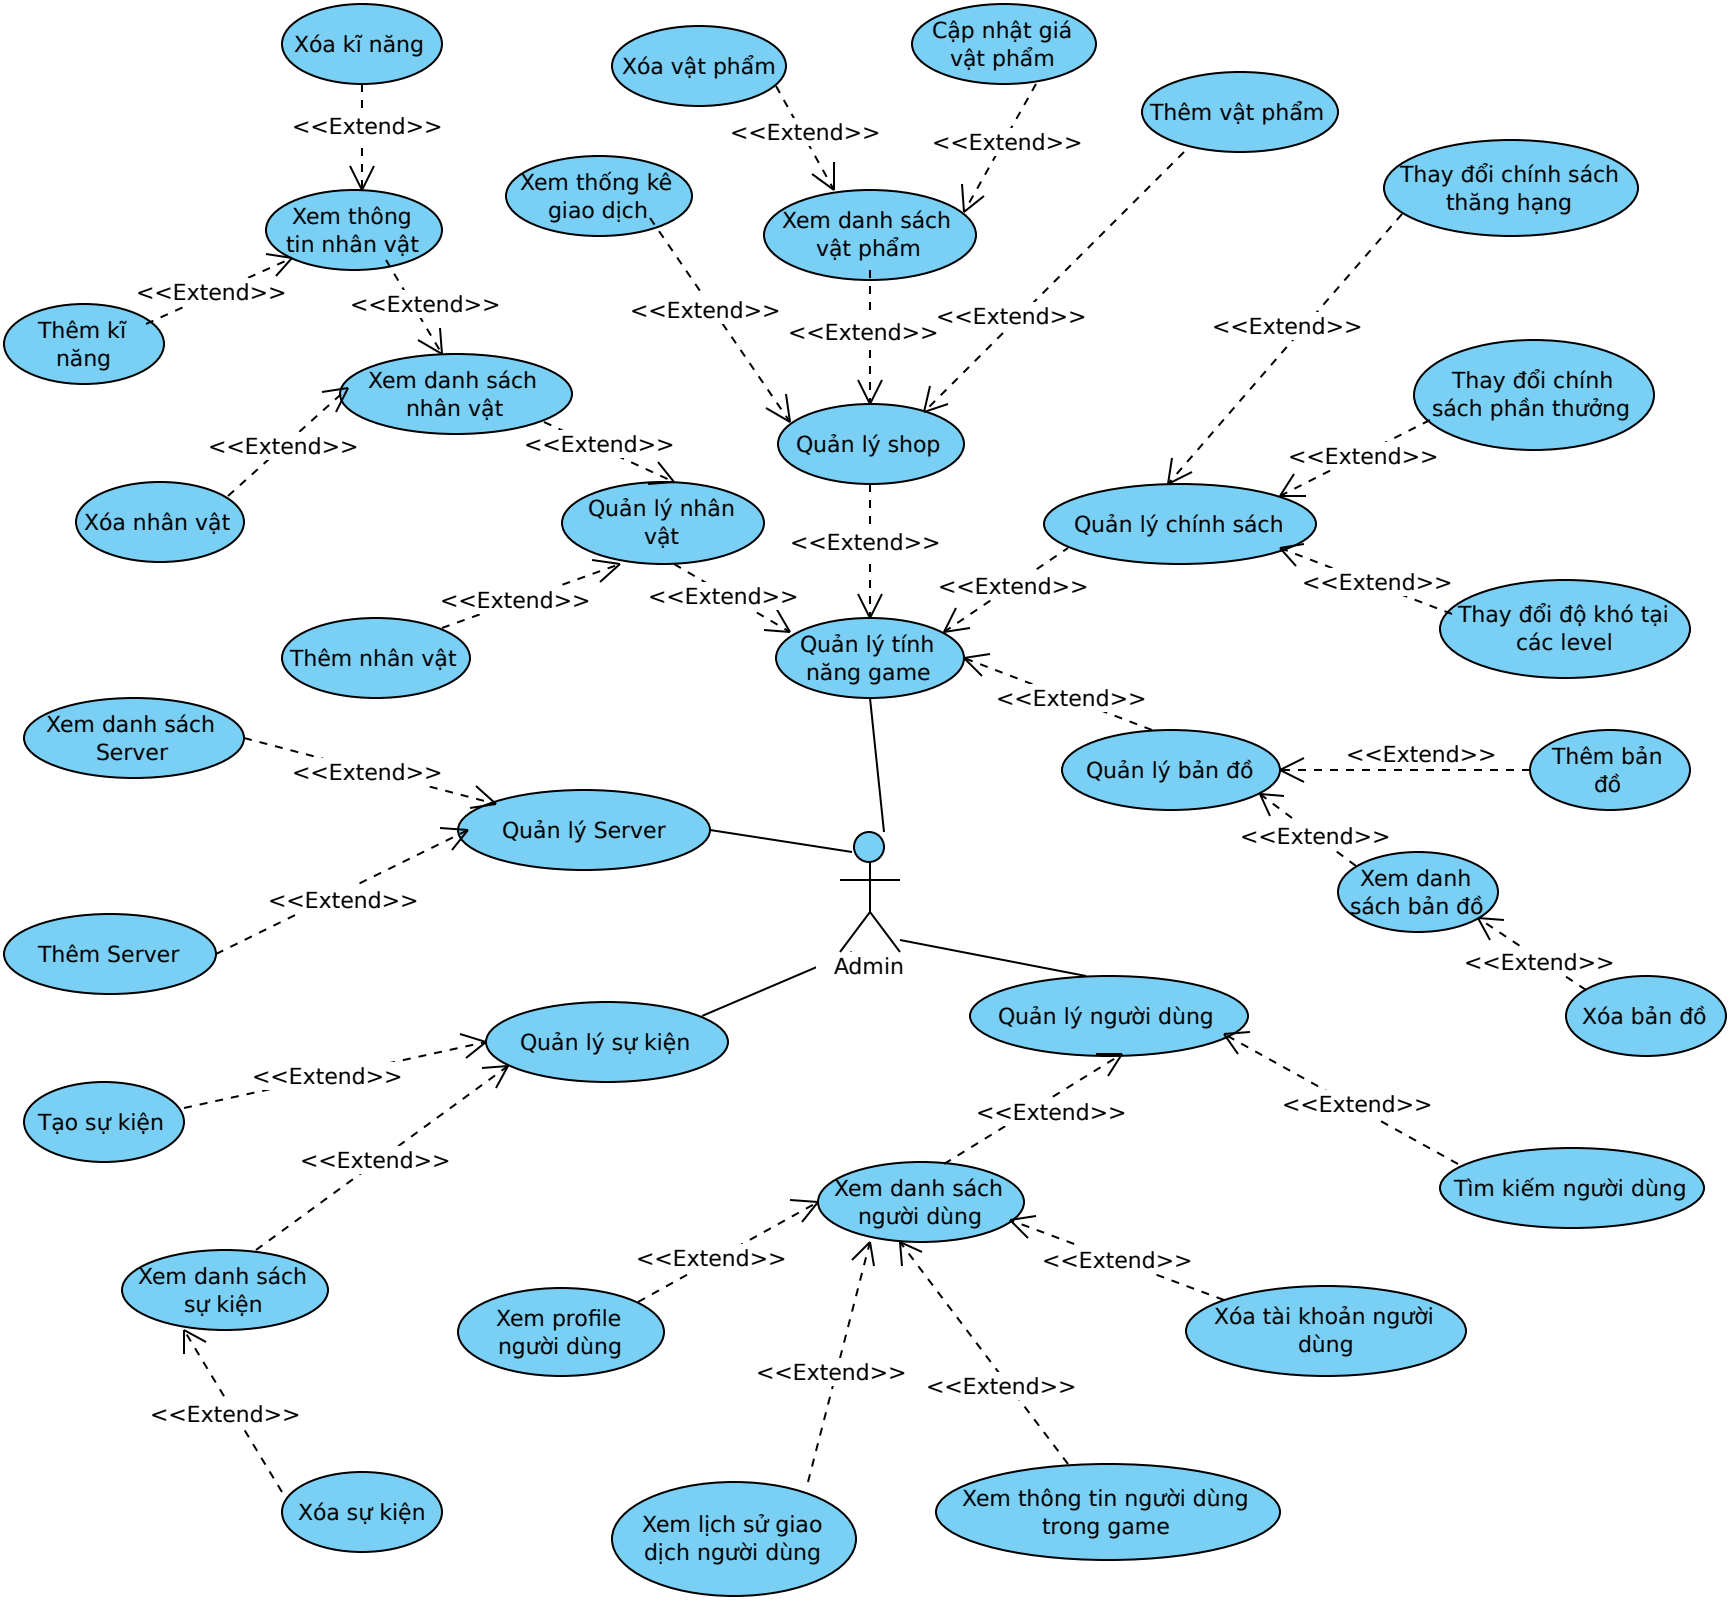 Xóa kĩ năng
Cập nhật giá
vật phẩm
Xóa vật phẩm
Thêm vật phẩm
<<Extend>>
<<Extend>>
<<Extend>>
Thay đổi chính sách
thăng hạng
Xem thống kê
giao dịch
Xem thông
tin nhân vật
Xem danh sách
vật phẩm
<<Extend>>
<<Extend>>
<<Extend>>
<<Extend>>
<<Extend>>
<<Extend>>
Thêm kĩ
năng
Xem danh sách
nhân vật
Thay đổi chính
sách phần thưởng
<<Extend>>
<<Extend>>
Quản lý shop
<<Extend>>
Xóa nhân vật
Quản lý nhân
vật
Quản lý chính sách
<<Extend>>
<<Extend>>
<<Extend>>
<<Extend>>
<<Extend>>
Thay đổi độ khó tại
các level
Thêm nhân vật
Quản lý tính
năng game
<<Extend>>
Xem danh sách
Server
<<Extend>>
Quản lý bản đồ
<<Extend>>
Thêm bản
đồ
Quản lý Server
<<Extend>>
<<Extend>>
Xem danh
sách bản đồ
Thêm Server
Admin
<<Extend>>
Quản lý người dùng
Xóa bản đồ
Quản lý sự kiện
<<Extend>>
Tạo sự kiện
<<Extend>>
<<Extend>>
<<Extend>>
Xem danh sách
người dùng
Tìm kiếm người dùng
<<Extend>>
<<Extend>>
Xem danh sách
sự kiện
Xem profile
người dùng
Xóa tài khoản người
dùng
<<Extend>>
<<Extend>>
<<Extend>>
Xóa sự kiện
Xem lịch sử giao
dịch người dùng
Xem thông tin người dùng
trong game